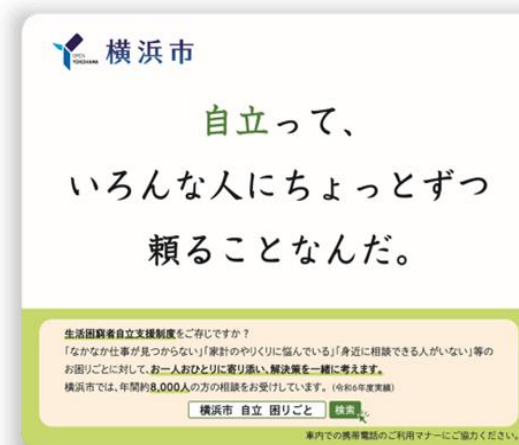 OPEN
YOKOHAMA
横浜市
自立って、
いろんな人にちょっとずつ
頼ることなんだ。
生活困窮者自立支援制度をご存じですか?
「なかなか仕事が見つからない」「家計のやりくりに悩んでいる」「身近に相談できる人がいない」等の
お困りごとに対して、お一人おひとりに寄り添い、解決策を一緒に考えます。
横浜市では、年間約8,000人の方の相談をお受けしています。(令和6年度実績)
横浜市 自立 困りごと 検索
車内での携帯電話のご利用マナーにご協力ください。